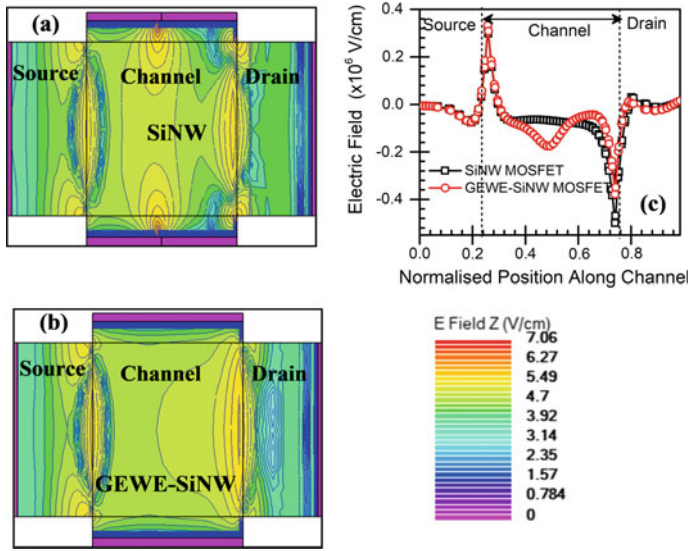 (a)
Source
Channel
Drain
SiNW
(b)
Source
Channel
Drain
GEWE-SiNW
Source
Channel
Drain
0.4
0.2
0.0
-0.2
-0.4
Electric Field (x10⁶ V/cm)
SiNW MOSFET
GEWE-SiNW MOSFET
(c)
0.0 0.2 0.4 0.6 0.8
Normalised Position Along Channel
E Field Z (V/cm)
7.06
6.27
5.49
4.7
3.92
3.14
2.35
1.57
0.784
0